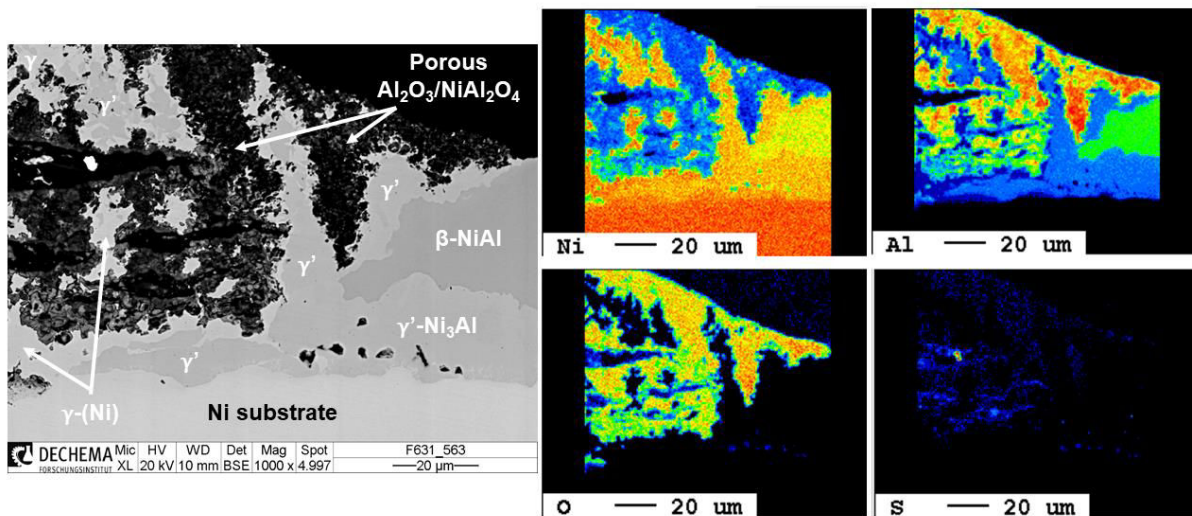 γ
γ’
Porous
Al₂O₃/NiAl₂O₄
γ’
β-NiAl
γ’
γ’-Ni₃Al
γ’
γ-(Ni)
Ni substrate
DECHEMA
FORSCHUNGSINSTITUT
Mic HV WD Det Mag Spot F631_563
XL 20 kV 10 mm BSE 1000 x 4.997 20 µm
Ni 20 um
Al 20 um
O 20 um
S 20 um